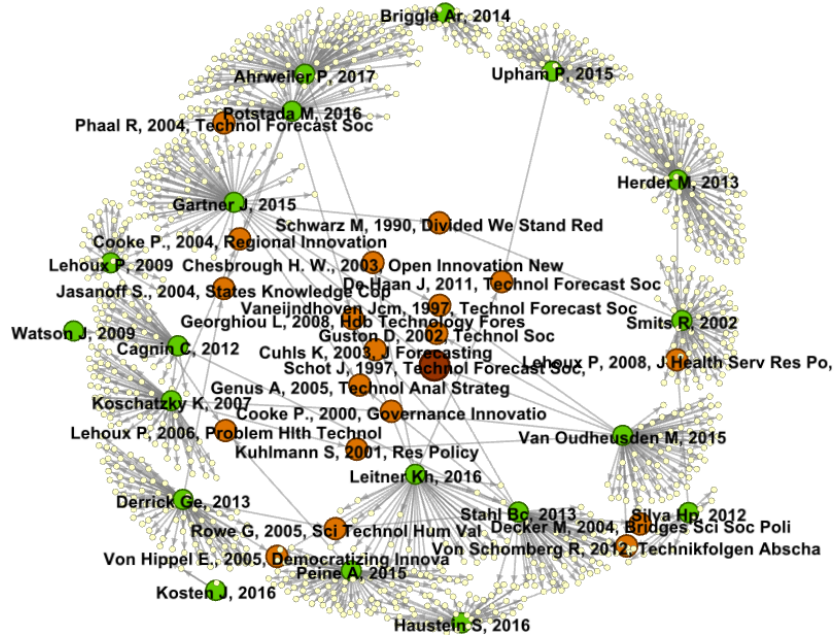 Briggle Ar, 2014
Ahrweiler P, 2017
Upham P, 2015
Potstada M, 2016
Phaal R, 2004, Technol Forecast Soc
Herder M, 2013
Gartner J, 2015
Schwarz M, 1990, Divided We Stand Red
Cooke P., 2004, Regional Innovation
Lehoux P, 2009
Chesbrough H. W., 2003, Open Innovation New
De Haan J, 2011, Technol Forecast Soc
Jasanoff S., 2004, States Knowledge Cop
Vaneijndhoven Jcm, 1997, Technol Forecast Soc
Georghiou L, 2008, Hdb Technology Fores
Smits R, 2002
Watson J, 2009
Guston D, 2002, Technol Soc
Cagnin C, 2012
Cuhls K, 2003, J Forecasting
Lehoux P, 2008, J Health Serv Res Po,
Schot J, 1997, Technol Forecast Soc,
Genus A, 2005, Technol Anal Strateg
Koschatzky K, 2007
Cooke P., 2000, Governance Innovatio
Lehoux P, 2006, Problem Hlth Technol
Van Oudheusden M, 2015
Kuhlmann S, 2001, Res Policy
Leitner Kh, 2016
Derrick Ge, 2013
Stahl Bc, 2013
Silva Hp, 2012
Rowe G, 2005, Sci Technol Hum Val
Decker M, 2004, Bridges Sci Soc Poli
Von Schomberg R, 2012, Technikfolgen Abscha
Von Hippel E., 2005, Democratizing Innova
Peine A, 2015
Kosten J, 2016
Haustein S, 2016